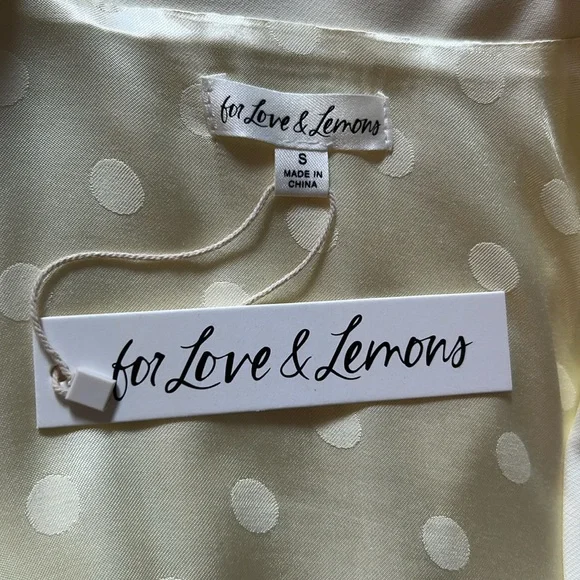 for Love & Lemons
S
MADE IN
CHINA
for Love & Lemons